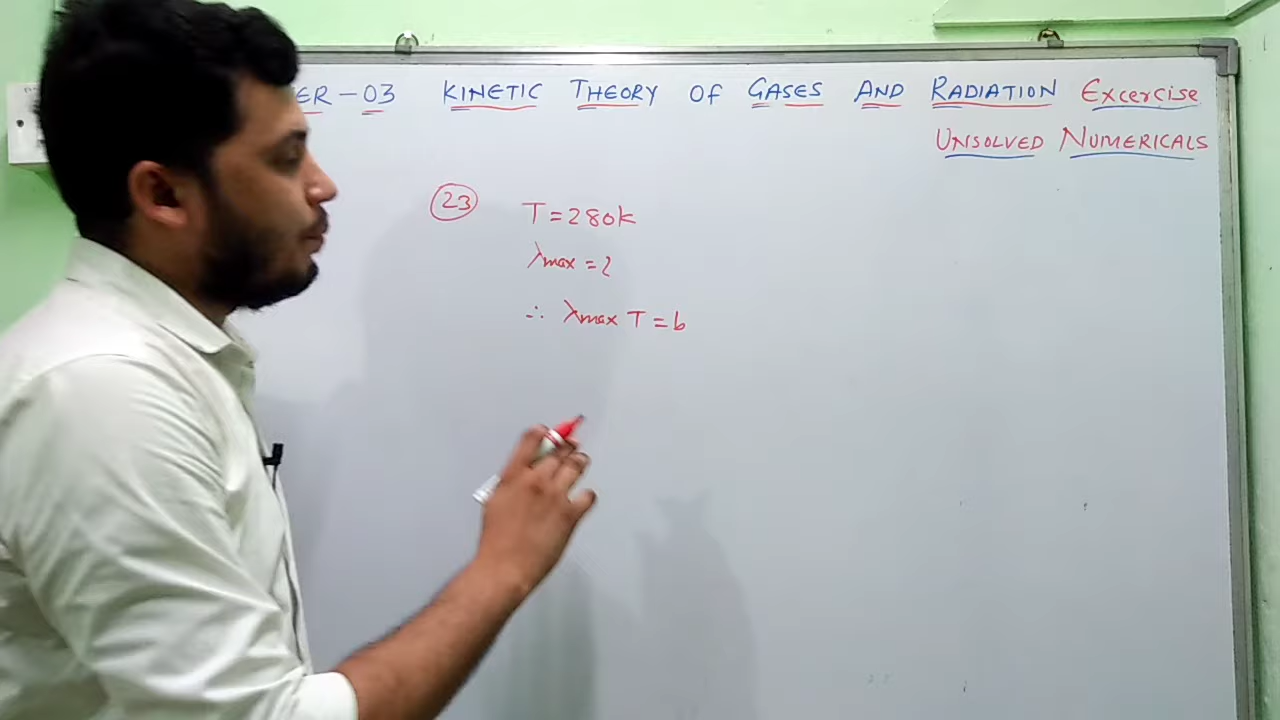 ER-03 KINETIC THEORY Of GASES AND RADIATION Excercise
UNSOLVED NUMERICALS
23 T=280k
λmax = ?
∴ λmax T = b